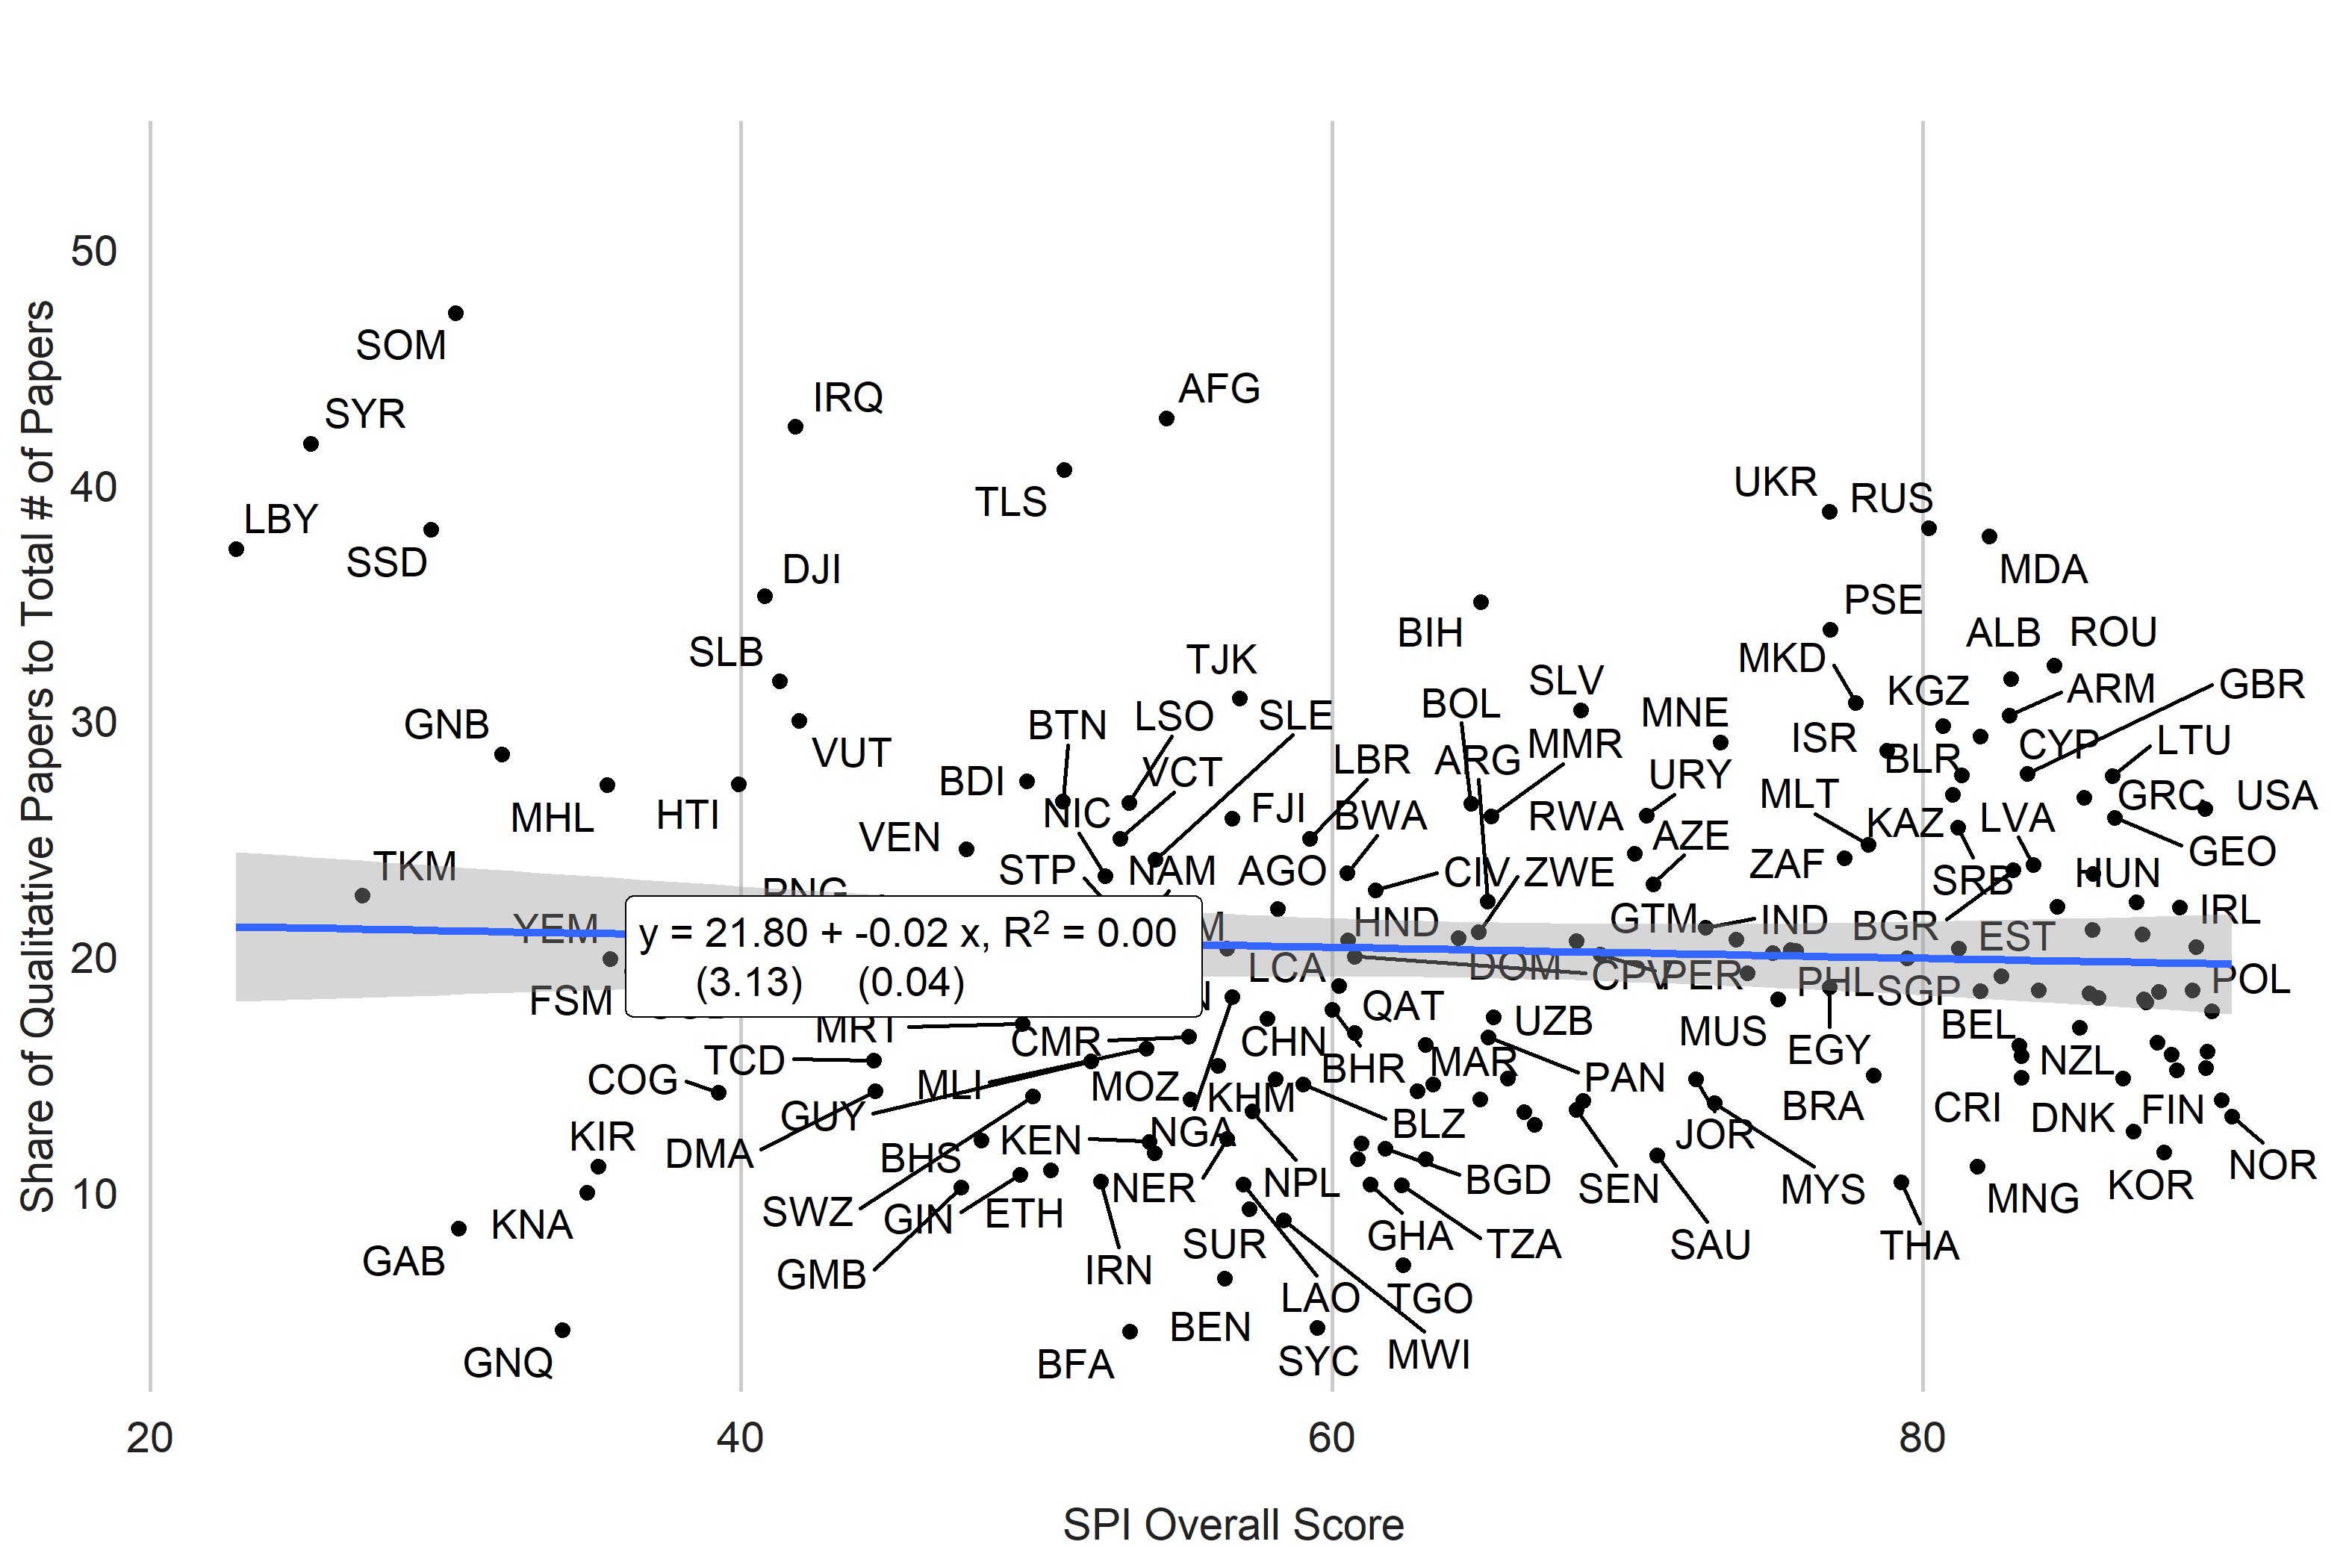 50
SOM
AFG
IRQ
SYR
40
UKR
RUS
TLS
LBY
SSD
DJI
MDA
PSE
BIH
ALB
ROU
SLB
TJK
MKD
SLV
GBR
KGZ
ARM
BOL
LSO
SLE
MNE
30
GNB
BTN
ISR
CYP
LTU
VUT
MMR
ARG
LBR
BLR
VCT
URY
BDI
MLT
GRC
USA
FJI
NIC
MHL
HTI
BWA
RWA
KAZ
LVA
VEN
AZE
GEO
TKM
ZAF
STP
NAM
AGO
CIV
ZWE
SRB
HUN
PNG
IRL
HND
GTM
IND
BGR
YEM
EST
y = 21.80 + -0.02 x, R2 = 0.00
(3.13) (0.04)
20
LCA
DOM
CPV
PER
PHL
SGP
POL
FSM
QAT
UZB
MRT
MUS
BEL
CMR
CHN
EGY
TCD
MAR
NZL
BHR
COG
MLI
MOZ
PAN
KHM
BRA
CRI
FIN
GUY
DNK
BLZ
KIR
KEN
NGA
JOR
DMA
BHS
NOR
BGD
NPL
NER
SEN
MYS
KOR
10
MNG
SWZ
GIN
ETH
KNA
GHA
SUR
TZA
SAU
THA
GAB
GMB
IRN
LAO
TGO
BEN
MWI
SYC
GNQ
BFA
Share of Qualitative Papers to Total # of Papers
20 40 60 80
SPI Overall Score